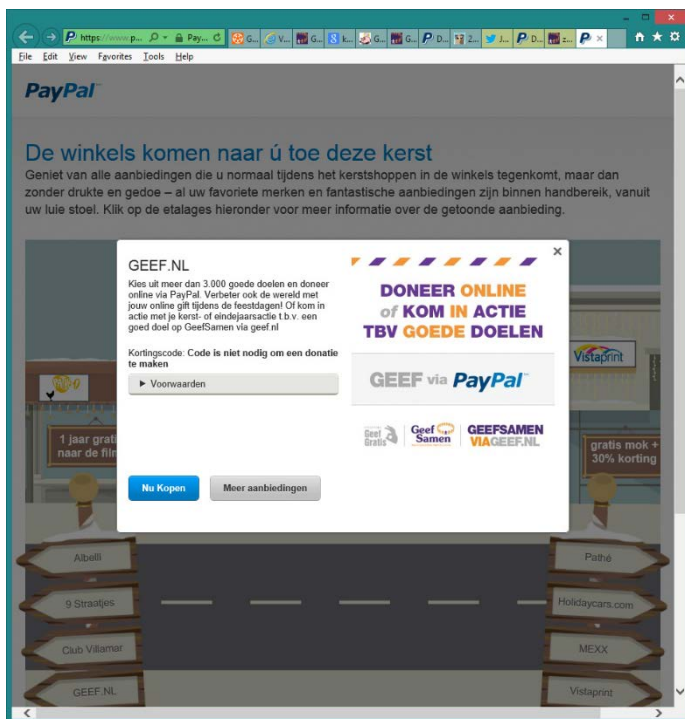 https://www.p...
Pay...
G...
V...
G...
k...
G...
G...
D...
2...
J...
D...
z...
File Edit View Favorites Tools Help
PayPal
De winkels komen naar ú toe deze kerst
Geniet van alle aanbiedingen die u normaal tijdens het kerstshoppen in de winkels tegenkomt, maar dan
zonder drukte en gedoe – al uw favoriete merken en fantastische aanbiedingen zijn binnen handbereik, vanuit
uw luie stoel. Klik op de etalages hieronder voor meer informatie over de getoonde aanbieding.
GEEF.NL
Kies uit meer dan 3.000 goede doelen en doneer
online via PayPal. Verbeter ook de wereld met
jouw online gift tijdens de feestdagen! Of kom in
actie met je kerst- of eindejaarsactie t.b.v. een
goed doel op GeefSamen via geef.nl
Kortingscode: Code is niet nodig om een donatie
te maken
Voorwaarden
Nu Kopen
Meer aanbiedingen
DONEER ONLINE
of KOM IN ACTIE
TBV GOEDE DOELEN
GEEF via PayPal
Geef
Gratis
Geef
Samen
GEEFSAMEN
VIAGEEF.NL
Vistaprint
1 jaar grati
naar de film
gratis mok +
30% korting
Albelli
9 Straatjes
Club Villamar
GEEF.NL
Pathé
Holidaycars.com
MEXX
Vistaprint